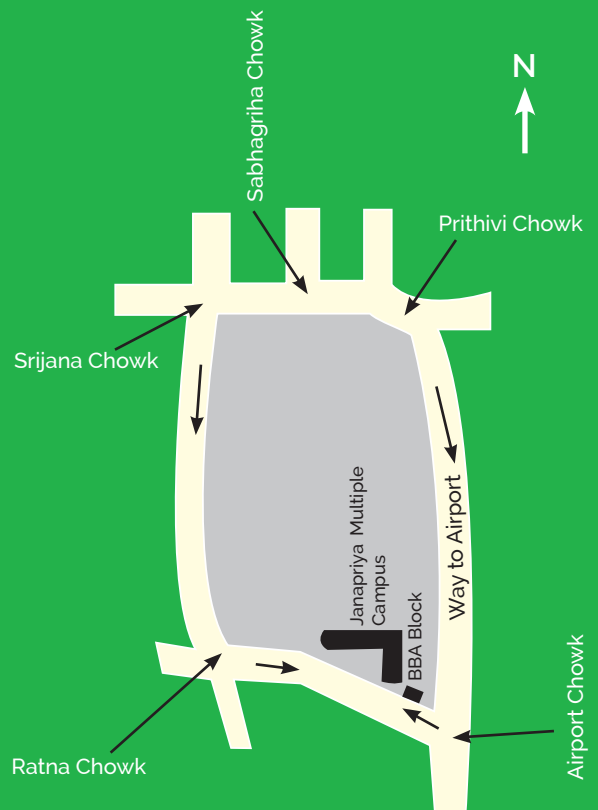 Sabhagriha Chowk
N
Prithivi Chowk
Srijana Chowk
Janapriya Multiple
Campus
BBA Block
Way to Airport
Airport Chowk
Ratna Chowk